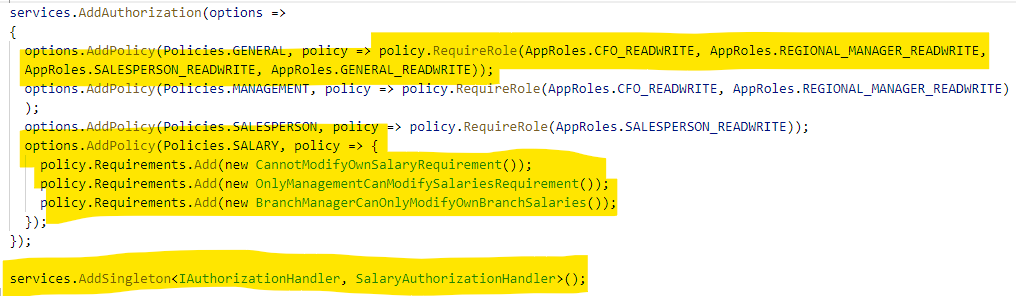 services.AddAuthorization(options =>
{
options.AddPolicy(Policies.GENERAL, policy => policy.RequireRole(AppRoles.CFO_READWRITE, AppRoles.REGIONAL_MANAGER_READWRITE,
AppRoles.SALESPERSON_READWRITE, AppRoles.GENERAL_READWRITE));
options.AddPolicy(Policies.MANAGEMENT, policy => policy.RequireRole(AppRoles.CFO_READWRITE, AppRoles.REGIONAL_MANAGER_READWRITE)
);
options.AddPolicy(Policies.SALESPERSON, policy => policy.RequireRole(AppRoles.SALESPERSON_READWRITE));
options.AddPolicy(Policies.SALARY, policy => {
policy.Requirements.Add(new CannotModifyOwnSalaryRequirement());
policy.Requirements.Add(new OnlyManagementCanModifySalariesRequirement());
policy.Requirements.Add(new BranchManagerCanOnlyModifyOwnBranchSalaries());
});
});
services.AddSingleton<IAuthorizationHandler, SalaryAuthorizationHandler>();